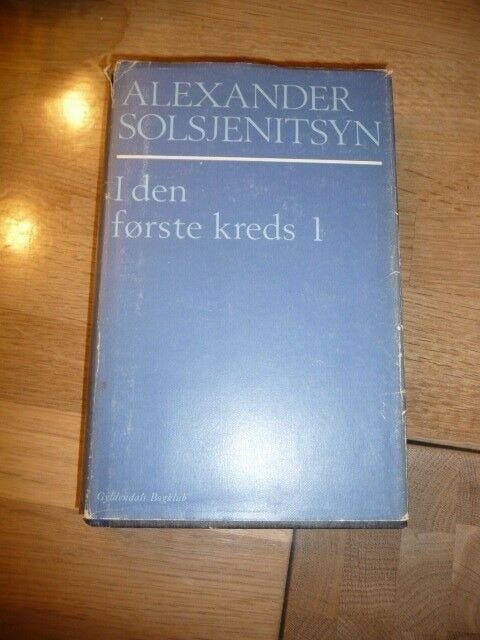 ALEXANDER
SOLSJENITSYN
I den
første kreds 1
Gyldendals Bogklub